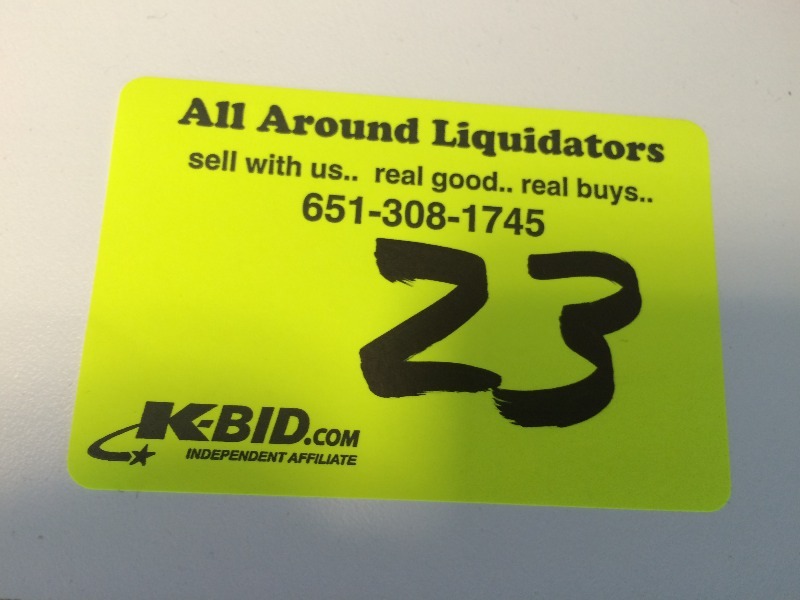 All Around Liquidators
sell with us.. real good.. real buys..
651-308-1745
23
K-BID.COM
INDEPENDENT AFFILIATE